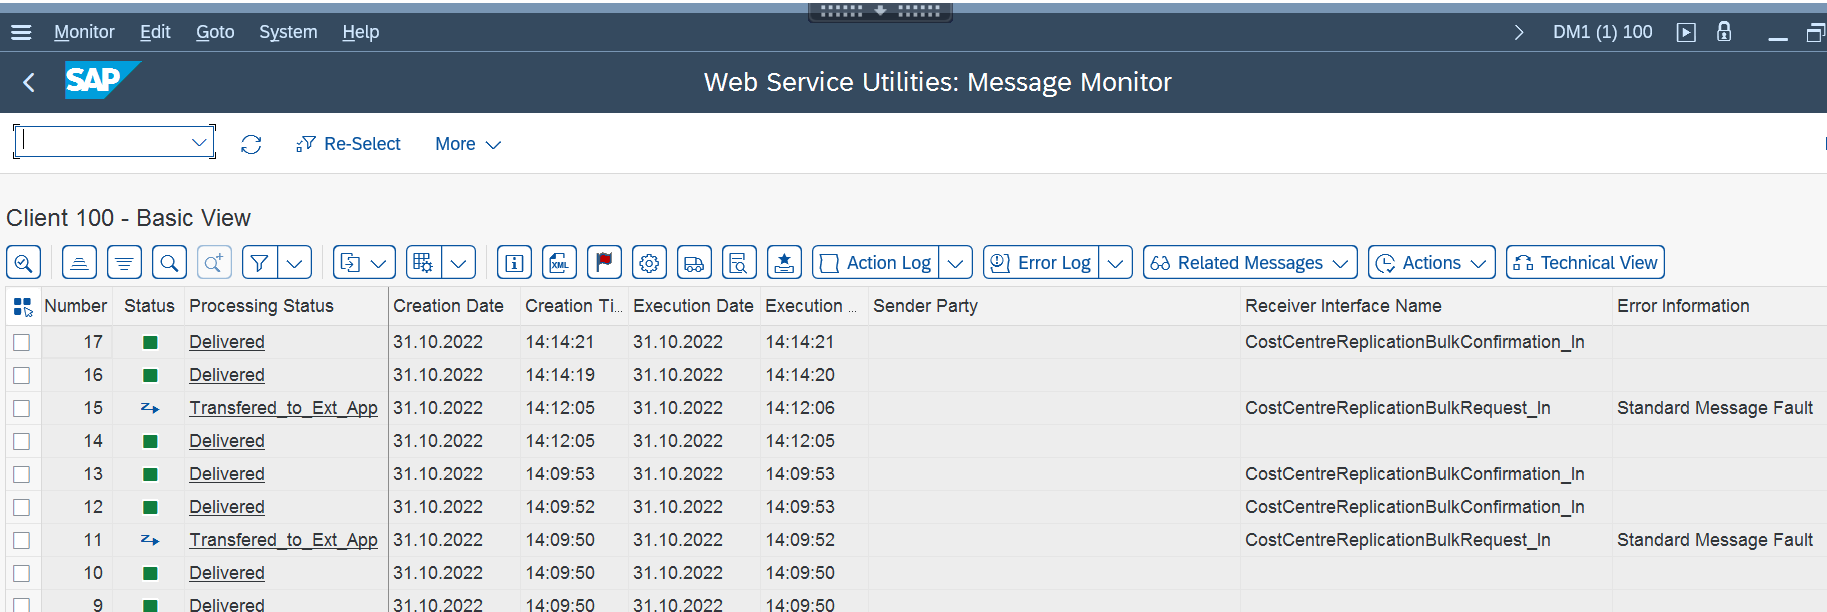 Monitor Edit Goto System Help DM1 (1) 100
SAP Web Service Utilities: Message Monitor
Re-Select More
Client 100 - Basic View
XML Action Log Error Log Related Messages Actions Technical View
Number Status Processing Status Creation Date Creation Ti... Execution Date Execution ... Sender Party Receiver Interface Name Error Information
17 Delivered 31.10.2022 14:14:21 31.10.2022 14:14:21 CostCentreReplicationBulkConfirmation_In
16 Delivered 31.10.2022 14:14:19 31.10.2022 14:14:20
15 Transfered_to_Ext_App 31.10.2022 14:12:05 31.10.2022 14:12:06 CostCentreReplicationBulkRequest_In Standard Message Fault
14 Delivered 31.10.2022 14:12:05 31.10.2022 14:12:05
13 Delivered 31.10.2022 14:09:53 31.10.2022 14:09:53 CostCentreReplicationBulkConfirmation_In
12 Delivered 31.10.2022 14:09:52 31.10.2022 14:09:53 CostCentreReplicationBulkConfirmation_In
11 Transfered_to_Ext_App 31.10.2022 14:09:50 31.10.2022 14:09:52 CostCentreReplicationBulkRequest_In Standard Message Fault
10 Delivered 31.10.2022 14:09:50 31.10.2022 14:09:50
9 Delivered 31.10.2022 14:09:50 31.10.2022 14:09:50